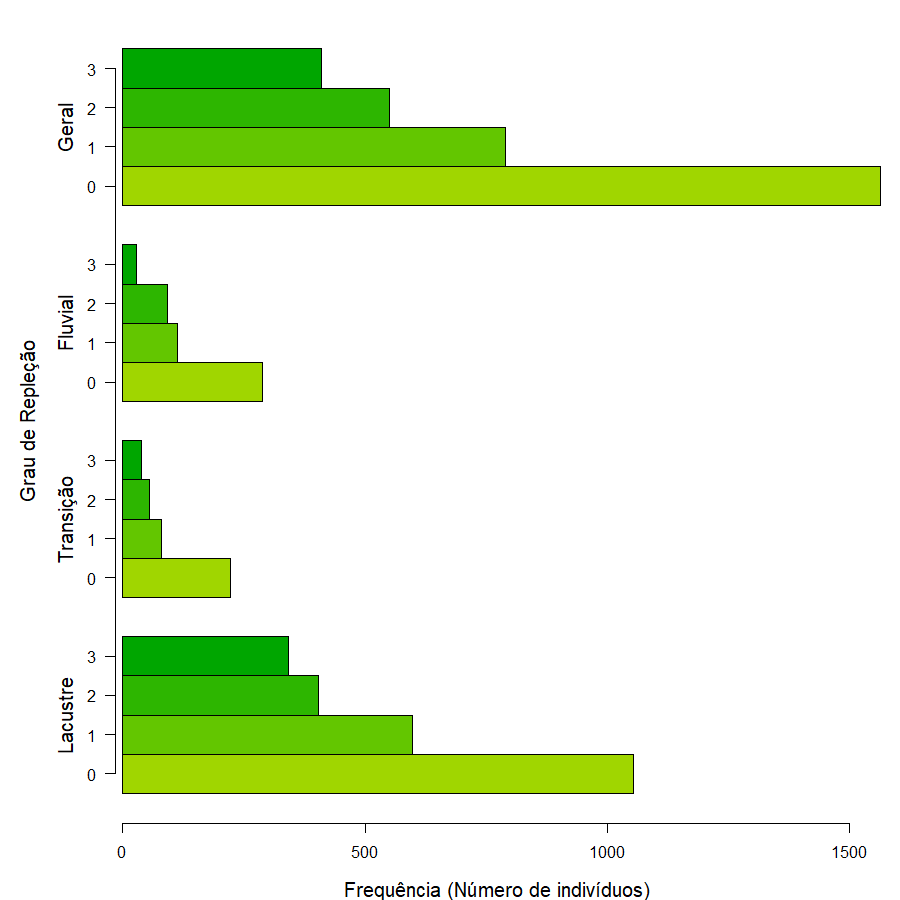 Grau de Repleção
Geral
3
2
1
0
Fluvial
3
2
1
0
Transição
3
2
1
0
Lacustre
3
2
1
0
0 500 1000 1500
Frequência (Número de indivíduos)